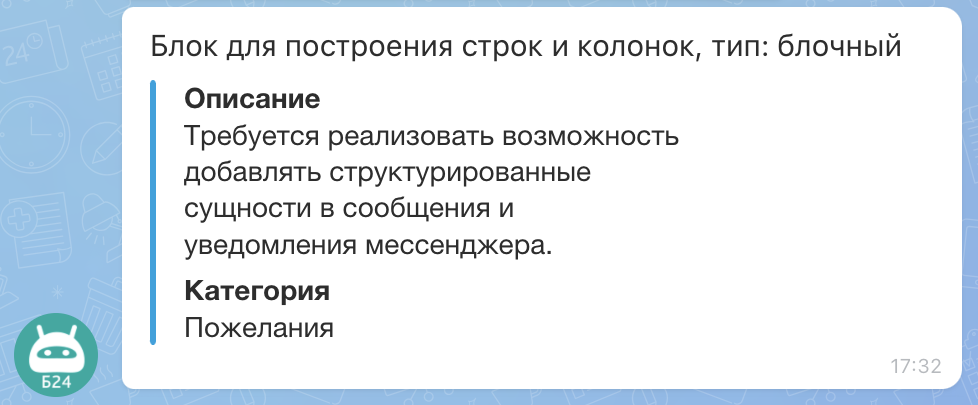 Блок для построения строк и колонок, тип: блочный
Описание
Требуется реализовать возможность
добавлять структурированные
сущности в сообщения и
уведомления мессенджера.
Категория
Пожелания
17:32
Б24
24